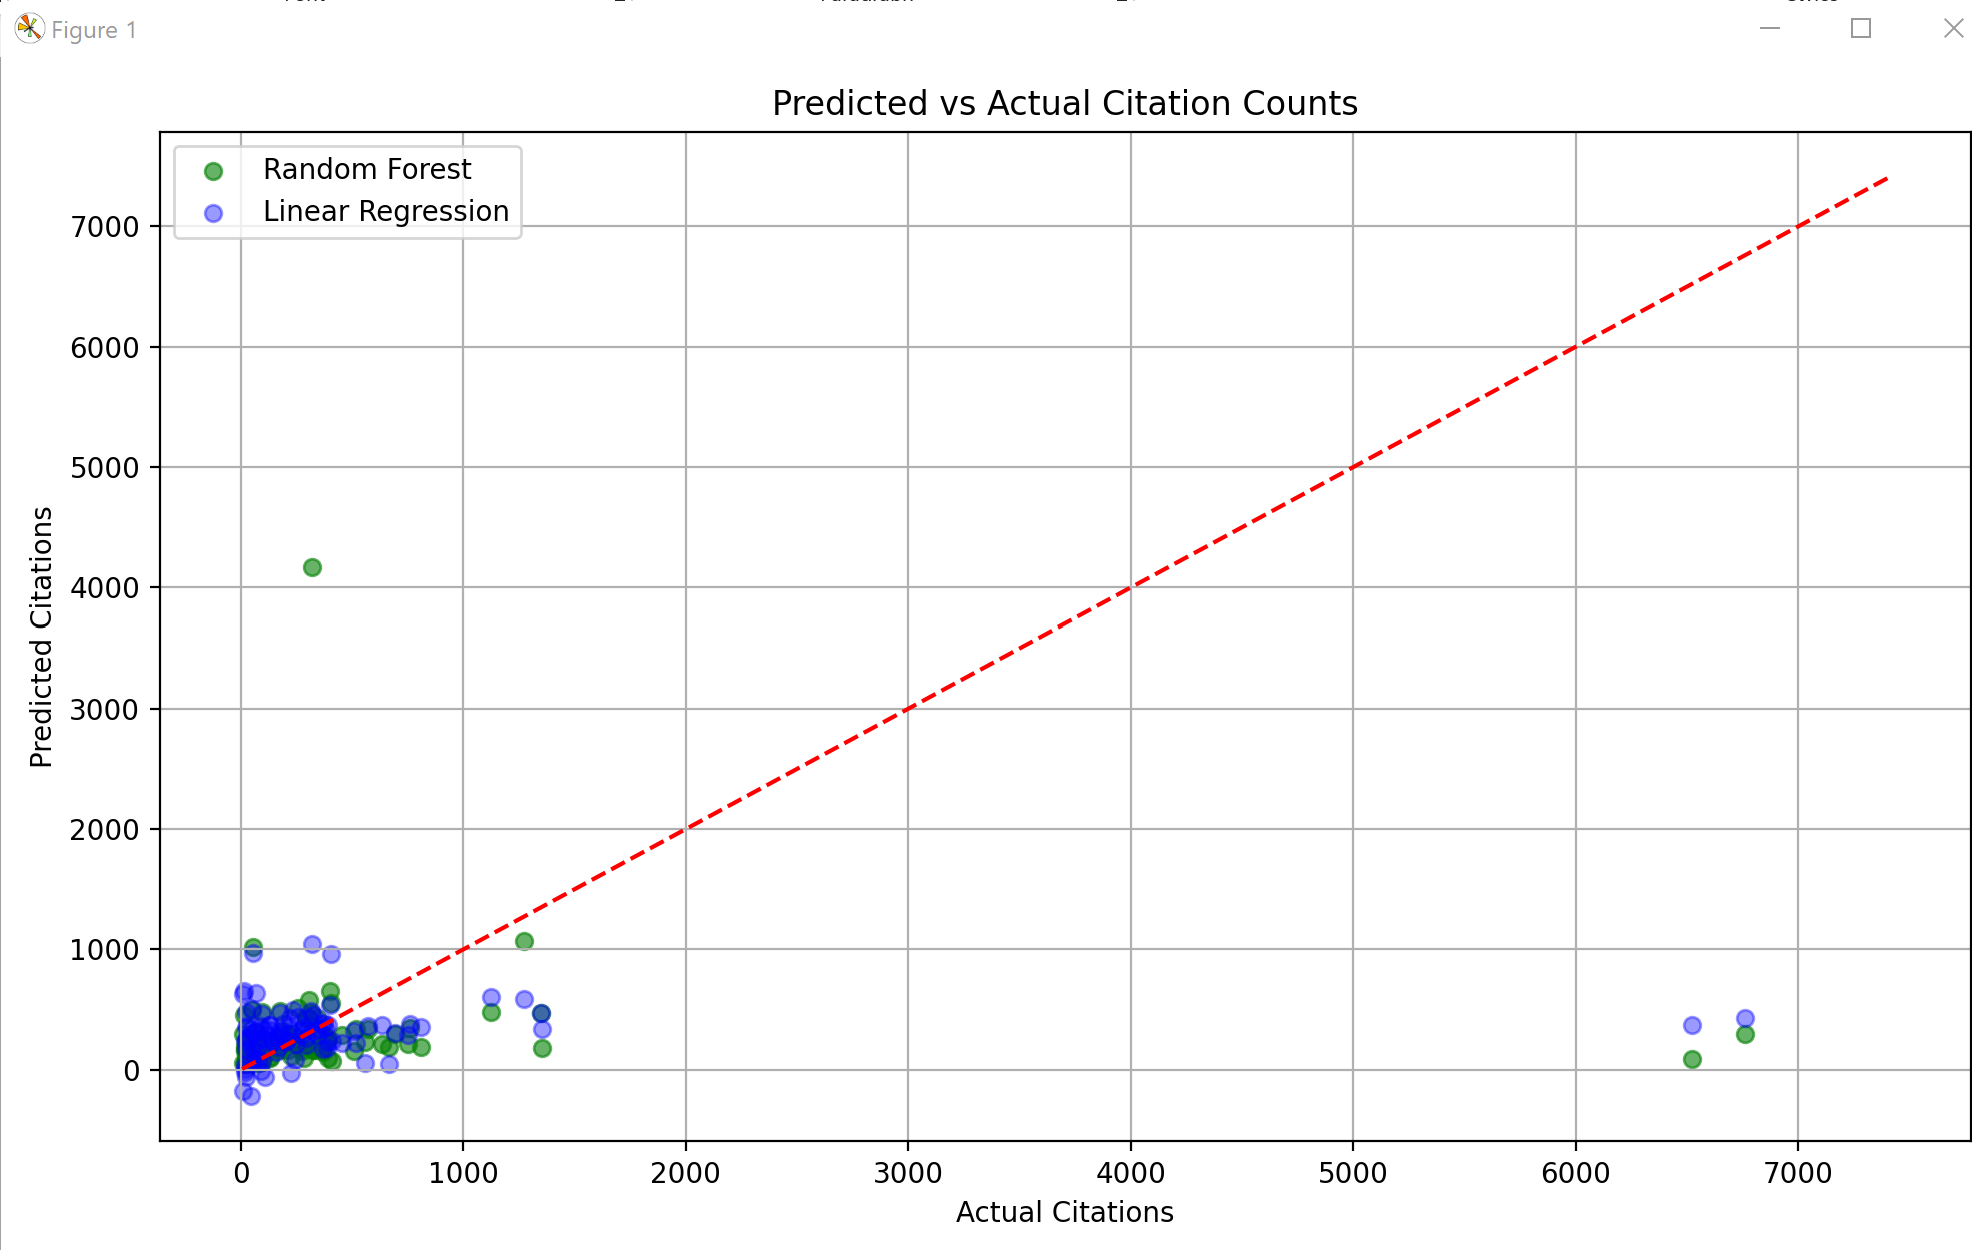 Figure 1
Predicted vs Actual Citation Counts
Random Forest
Linear Regression
7000
6000
5000
4000
3000
2000
1000
0
Predicted Citations
0 1000 2000 3000 4000 5000 6000 7000
Actual Citations